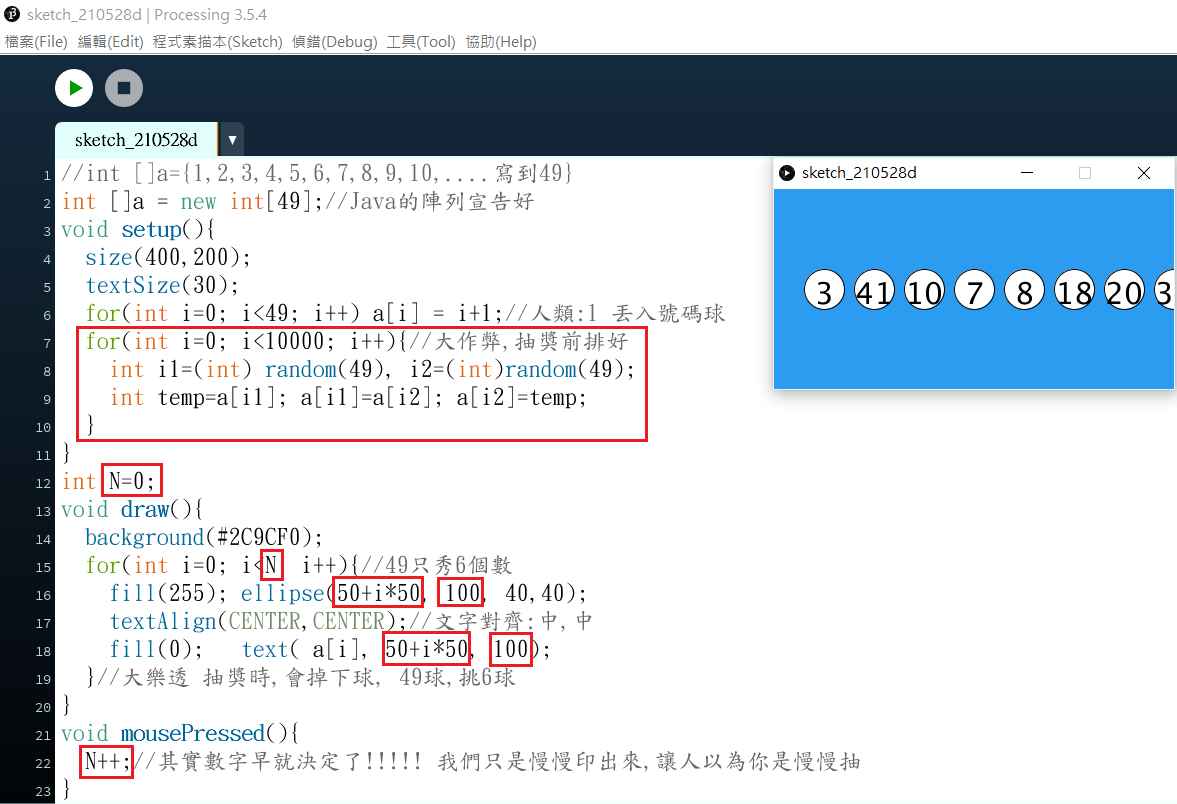 sketch_210528d | Processing 3.5.4
檔案(File) 編輯(Edit) 程式素描本(Sketch) 偵錯(Debug) 工具(Tool) 協助(Help)
sketch_210528d ▼
1 //int []a={1,2,3,4,5,6,7,8,9,10,....寫到49}
2 int []a = new int[49];//Java的陣列宣告好
3 void setup(){
4 size(400,200);
5 textSize(30);
6 for(int i=0; i<49; i++) a[i] = i+1;//人類:1 丟入號碼球
7 for(int i=0; i<10000; i++){//大作弊,抽獎前排好
8 int i1=(int) random(49), i2=(int)random(49);
9 int temp=a[i1]; a[i1]=a[i2]; a[i2]=temp;
10 }
11 }
12 int N=0;
13 void draw(){
14 background(#2C9CF0);
15 for(int i=0; i<N i++){//49只秀6個數
16 fill(255); ellipse(50+i*50, 100, 40,40);
17 textAlign(CENTER,CENTER);//文字對齊:中,中
18 fill(0); text( a[i], 50+i*50, 100);
19 }//大樂透 抽獎時,會掉下球, 49球,挑6球
20 }
21 void mousePressed(){
22 N++;//其實數字早就決定了!!!!! 我們只是慢慢印出來,讓人以為你是慢慢抽
23 }
sketch_210528d
3 41 10 7 8 18 20 3